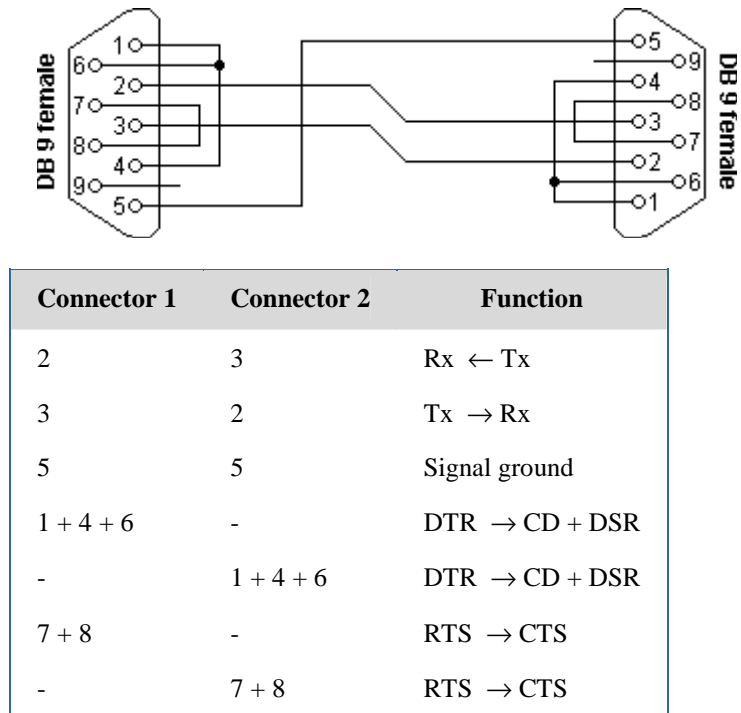 DB 9 female
1
6
2
7
3
8
4
9
5
5
9
4
8
3
7
2
6
1
DB 9 female
Connector 1 Connector 2 Function
2 3 Rx ← Tx
3 2 Tx → Rx
5 5 Signal ground
1 + 4 + 6 - DTR → CD + DSR
- 1 + 4 + 6 DTR → CD + DSR
7 + 8 - RTS → CTS
- 7 + 8 RTS → CTS